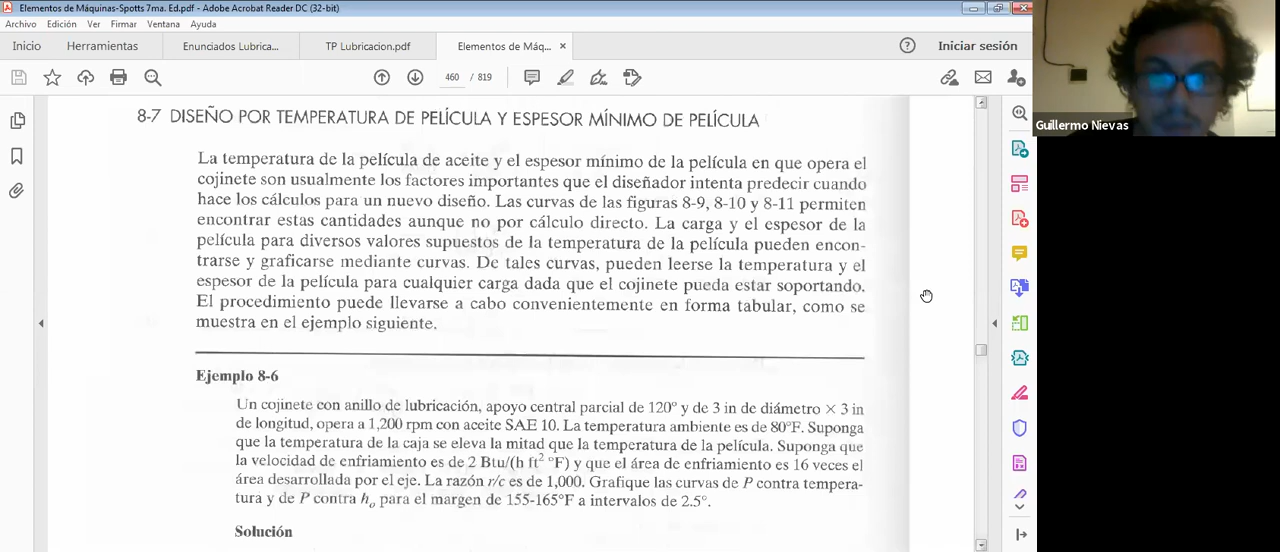 Elementos de Máquinas-Spotts 7ma. Ed.pdf - Adobe Acrobat Reader DC (32-bit)
Archivo Edición Ver Firmar Ventana Ayuda
Inicio Herramientas Enunciados Lubrica... TP Lubricacion.pdf Elementos de Máq... ×
Iniciar sesión
460 / 819
Guillermo Nievas
8-7 DISEÑO POR TEMPERATURA DE PELÍCULA Y ESPESOR MÍNIMO DE PELÍCULA
La temperatura de la película de aceite y el espesor mínimo de la película en que opera el
cojinete son usualmente los factores importantes que el diseñador intenta predecir cuando
hace los cálculos para un nuevo diseño. Las curvas de las figuras 8-9, 8-10 y 8-11 permiten
encontrar estas cantidades aunque no por cálculo directo. La carga y el espesor de la
película para diversos valores supuestos de la temperatura de la película pueden encon-
trarse y graficarse mediante curvas. De tales curvas, pueden leerse la temperatura y el
espesor de la película para cualquier carga dada que el cojinete pueda estar soportando.
El procedimiento puede llevarse a cabo convenientemente en forma tabular, como se
muestra en el ejemplo siguiente.
Ejemplo 8-6
Un cojinete con anillo de lubricación, apoyo central parcial de 120° y de 3 in de diámetro × 3 in
de longitud, opera a 1,200 rpm con aceite SAE 10. La temperatura ambiente es de 80°F. Suponga
que la temperatura de la caja se eleva la mitad que la temperatura de la película. Suponga que
la velocidad de enfriamiento es de 2 Btu/(h ft² °F) y que el área de enfriamiento es 16 veces el
área desarrollada por el eje. La razón r/c es de 1,000. Grafique las curvas de P contra tempera-
tura y de P contra hₒ para el margen de 155-165°F a intervalos de 2.5°.
Solución